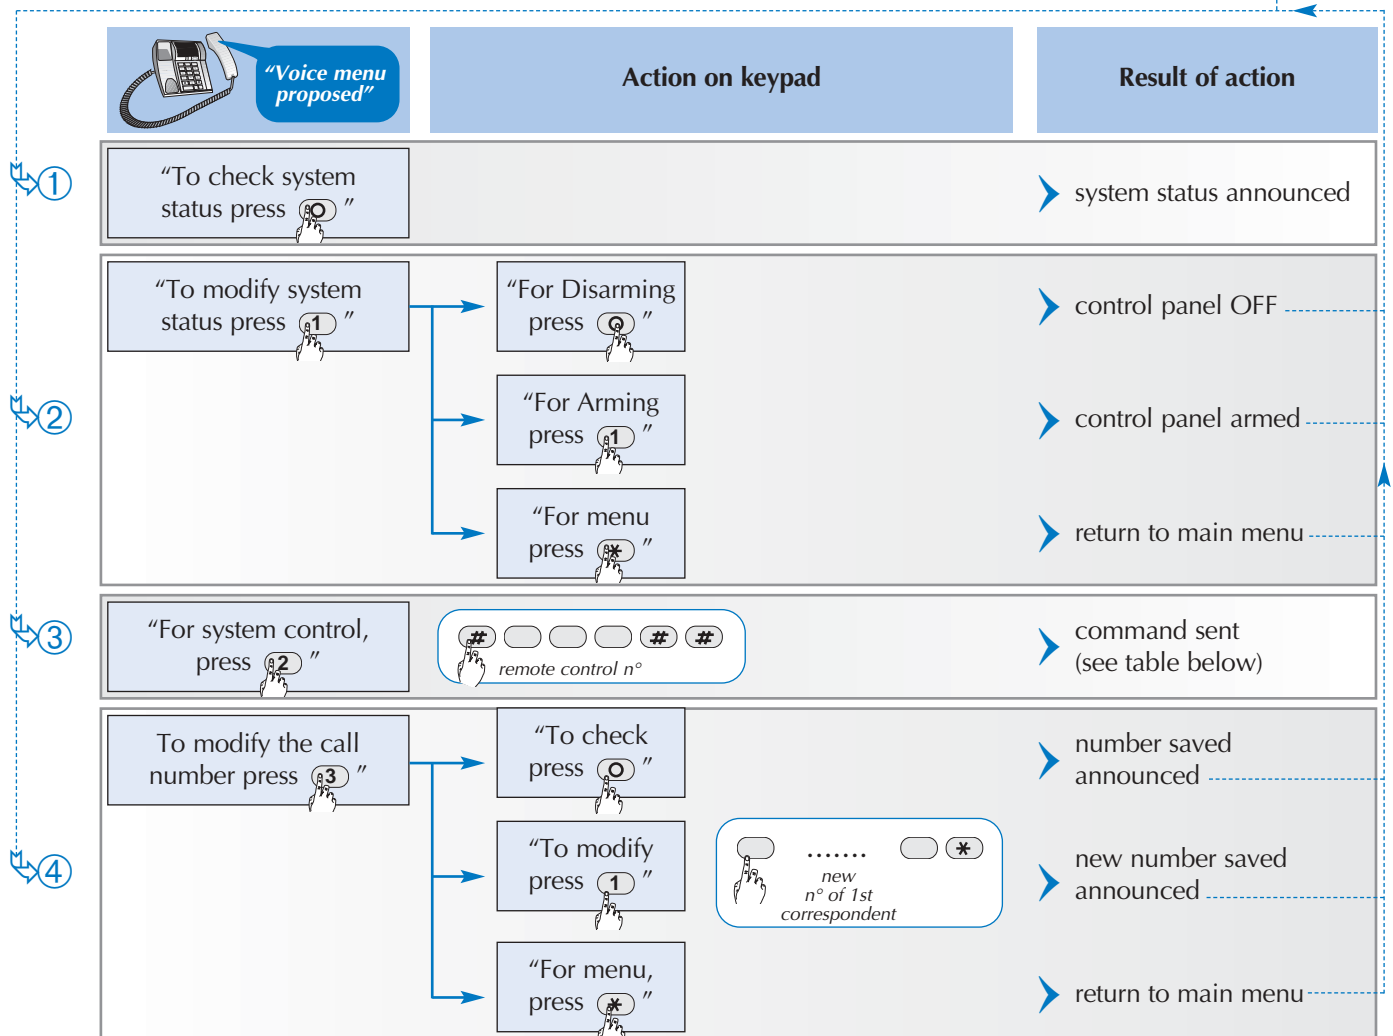 “Voice menu
proposed”
Action on keypad
Result of action
1
“To check system
status press O ”
system status announced
2
“To modify system
status press 1 ”
“For Disarming
press O ”
control panel OFF
“For Arming
press 1 ”
control panel armed
“For menu
press * ”
return to main menu
3
“For system control,
press 2 ”
# # #
remote control n°
command sent
(see table below)
4
To modify the call
number press 3 ”
“To check
press O ”
number saved
announced
“To modify
press 1 ”
....... *
new
n° of 1st
correspondent
new number saved
announced
“For menu,
press * ”
return to main menu